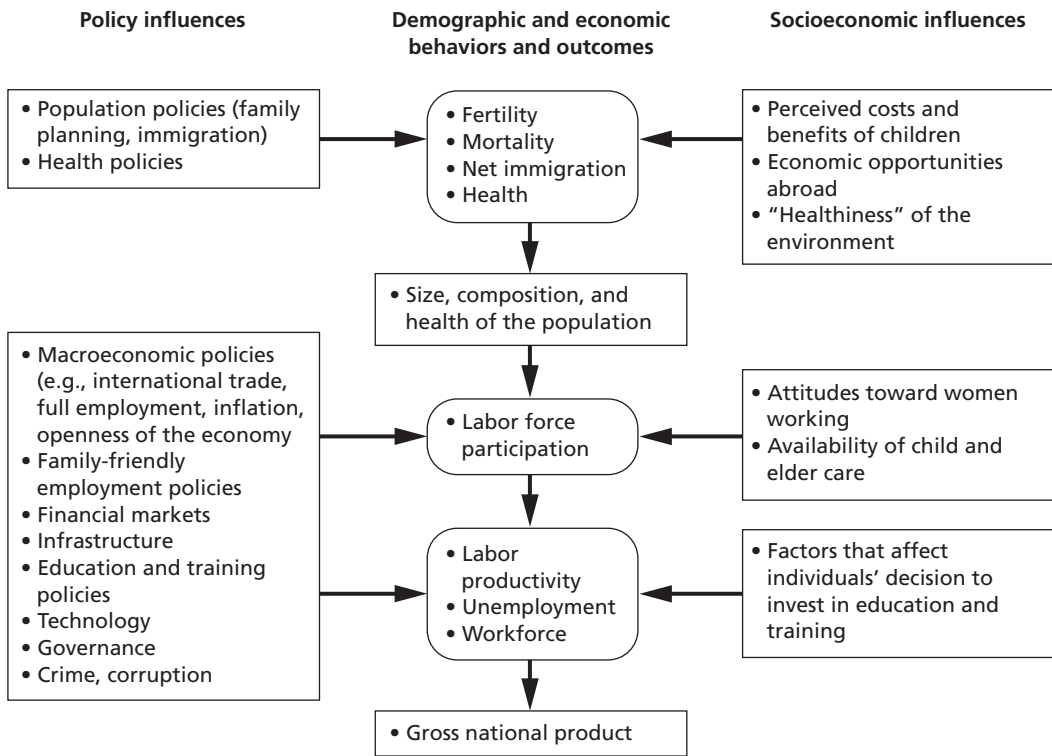 Policy influences
Demographic and economic
behaviors and outcomes
Socioeconomic influences
• Population policies (family
planning, immigration)
• Health policies
• Fertility
• Mortality
• Net immigration
• Health
• Perceived costs and
benefits of children
• Economic opportunities
abroad
• “Healthiness” of the
environment
• Size, composition, and
health of the population
• Macroeconomic policies
(e.g., international trade,
full employment, inflation,
openness of the economy
• Family-friendly
employment policies
• Financial markets
• Infrastructure
• Education and training
policies
• Technology
• Governance
• Crime, corruption
• Labor force
participation
• Attitudes toward women
working
• Availability of child and
elder care
• Labor
productivity
• Unemployment
• Workforce
• Factors that affect
individuals’ decision to
invest in education and
training
• Gross national product